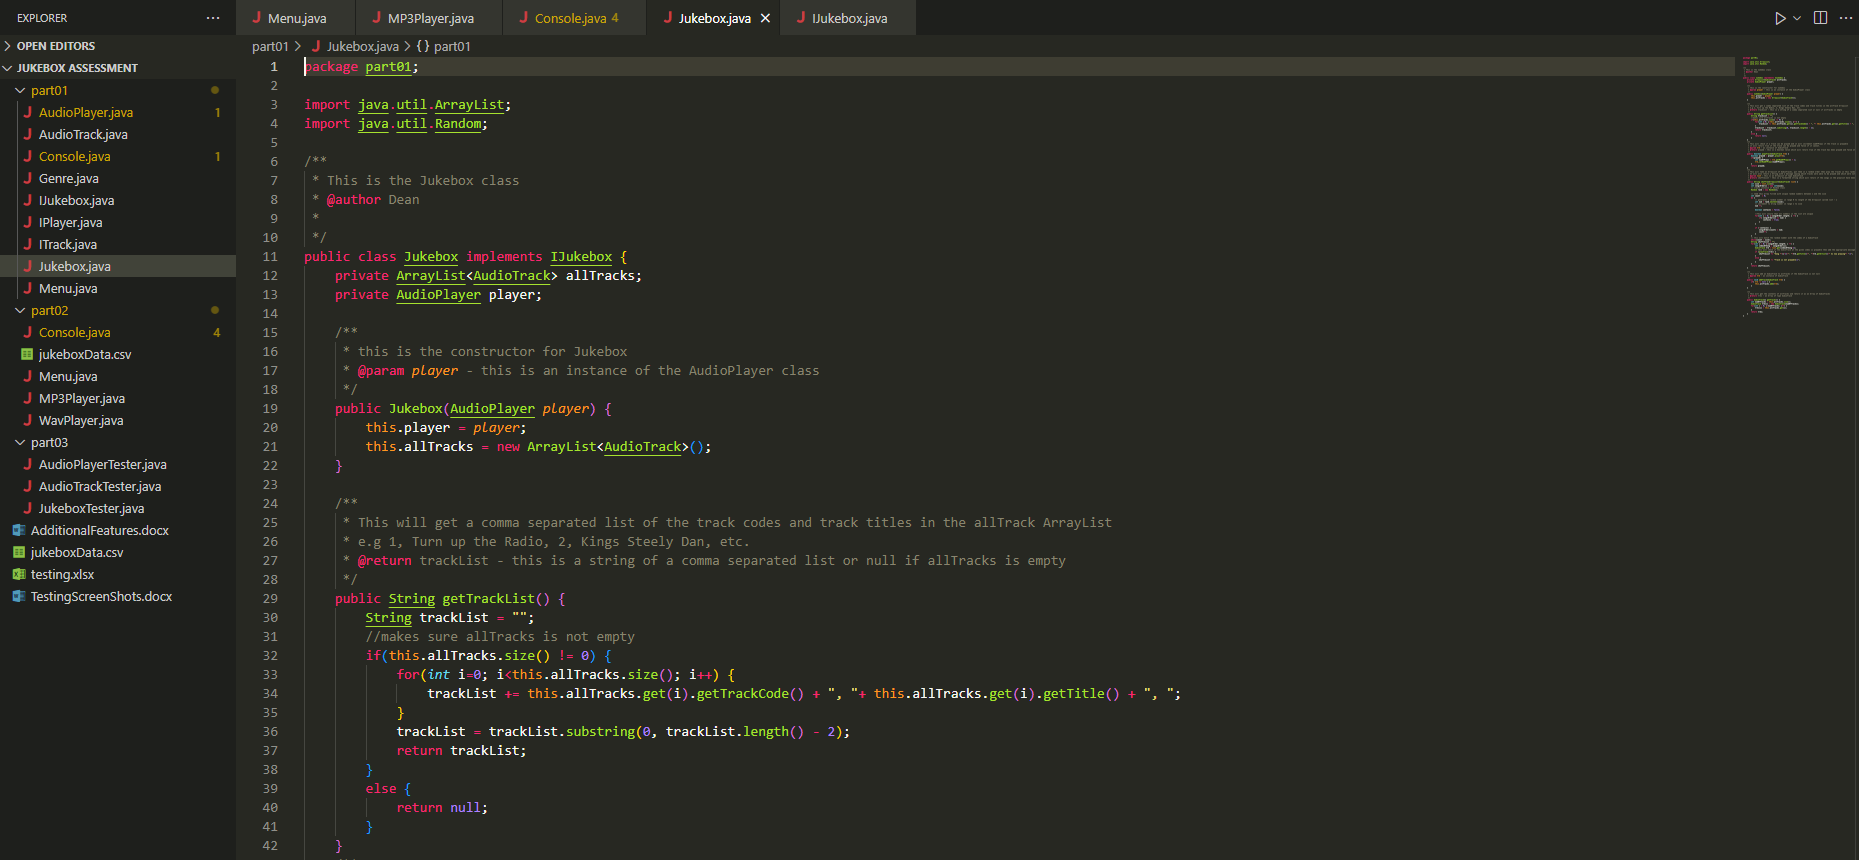 EXPLORER
OPEN EDITORS
JUKEBOX ASSESSMENT
part01
AudioPlayer.java 1
AudioTrack.java
Console.java 1
Genre.java
IJukebox.java
IPlayer.java
ITrack.java
Jukebox.java
Menu.java
part02
Console.java 4
jukeboxData.csv
Menu.java
MP3Player.java
WavPlayer.java
part03
AudioPlayerTester.java
AudioTrackTester.java
JukeboxTester.java
AdditionalFeatures.docx
jukeboxData.csv
testing.xlsx
TestingScreenShots.docx
Menu.java MP3Player.java Console.java 4 Jukebox.java IJukebox.java
part01 > Jukebox.java > {} part01
1 package part01;
2
3 import java.util.ArrayList;
4 import java.util.Random;
5
6 /**
7 * This is the Jukebox class
8 * @author Dean
9 *
10 */
11 public class Jukebox implements IJukebox {
12 private ArrayList<AudioTrack> allTracks;
13 private AudioPlayer player;
14
15 /**
16 * this is the constructor for Jukebox
17 * @param player - this is an instance of the AudioPlayer class
18 */
19 public Jukebox(AudioPlayer player) {
20 this.player = player;
21 this.allTracks = new ArrayList<AudioTrack>();
22 }
23
24 /**
25 * This will get a comma separated list of the track codes and track titles in the allTrack ArrayList
26 * e.g 1, Turn up the Radio, 2, Kings Steely Dan, etc.
27 * @return trackList - this is a string of a comma separated list or null if allTracks is empty
28 */
29 public String getTrackList() {
30 String trackList = "";
31 //makes sure allTracks is not empty
32 if(this.allTracks.size() != 0) {
33 for(int i=0; i<this.allTracks.size(); i++) {
34 trackList += this.allTracks.get(i).getTrackCode() + ", "+ this.allTracks.get(i).getTitle() + ", ";
35 }
36 trackList = trackList.substring(0, trackList.length() - 2);
37 return trackList;
38 }
39 else {
40 return null;
41 }
42 }